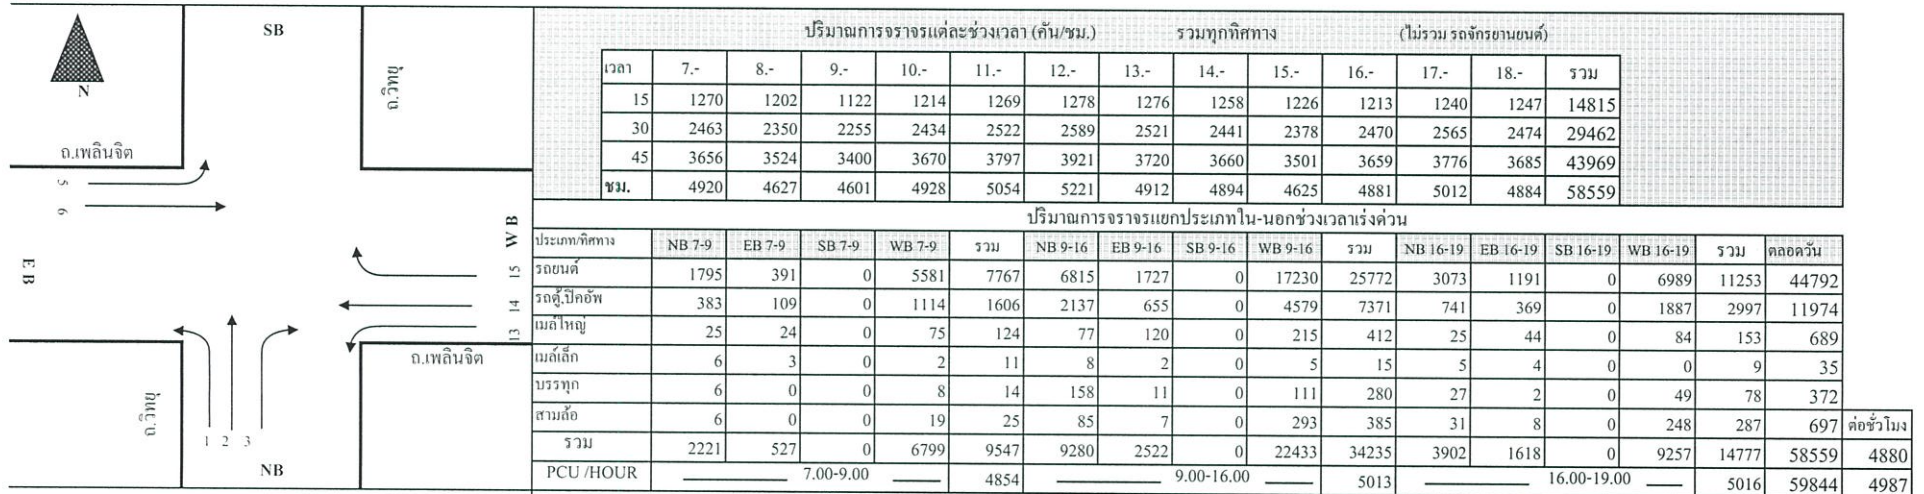 SB
N
ถ.วิทยุ
ถ.เพลินจิต
5
6
EB
WB
15
14
13
ถ.เพลินจิต
ถ.วิทยุ
1 2 3
NB
ปริมาณการจราจรแต่ละช่วงเวลา (คัน/ชม.) รวมทุกทิศทาง (ไม่รวม รถจักรยานยนต์)
เวลา 7.- 8.- 9.- 10.- 11.- 12.- 13.- 14.- 15.- 16.- 17.- 18.- รวม
15 1270 1202 1122 1214 1269 1278 1276 1258 1226 1213 1240 1247 14815
30 2463 2350 2255 2434 2522 2589 2521 2441 2378 2470 2565 2474 29462
45 3656 3524 3400 3670 3797 3921 3720 3660 3501 3659 3776 3685 43969
ชม. 4920 4627 4601 4928 5054 5221 4912 4894 4625 4881 5012 4884 58559
ปริมาณการจราจรแยกประเภทใน-นอกช่วงเวลาเร่งด่วน
ประเภท/ทิศทาง NB 7-9 EB 7-9 SB 7-9 WB 7-9 รวม NB 9-16 EB 9-16 SB 9-16 WB 9-16 รวม NB 16-19 EB 16-19 SB 16-19 WB 16-19 รวม ตลอดวัน
รถยนต์ 1795 391 0 5581 7767 6815 1727 0 17230 25772 3073 1191 0 6989 11253 44792
รถตู้,ปิคอัพ 383 109 0 1114 1606 2137 655 0 4579 7371 741 369 0 1887 2997 11974
เมล์ใหญ่ 25 24 0 75 124 77 120 0 215 412 25 44 0 84 153 689
เมล์เล็ก 6 3 0 2 11 8 2 0 5 15 5 4 0 0 9 35
บรรทุก 6 0 0 8 14 158 11 0 111 280 27 2 0 49 78 372
สามล้อ 6 0 0 19 25 85 7 0 293 385 31 8 0 248 287 697 ต่อชั่วโมง
รวม 2221 527 0 6799 9547 9280 2522 0 22433 34235 3902 1618 0 9257 14777 58559 4880
PCU /HOUR 7.00-9.00 4854 9.00-16.00 5013 16.00-19.00 5016 59844 4987